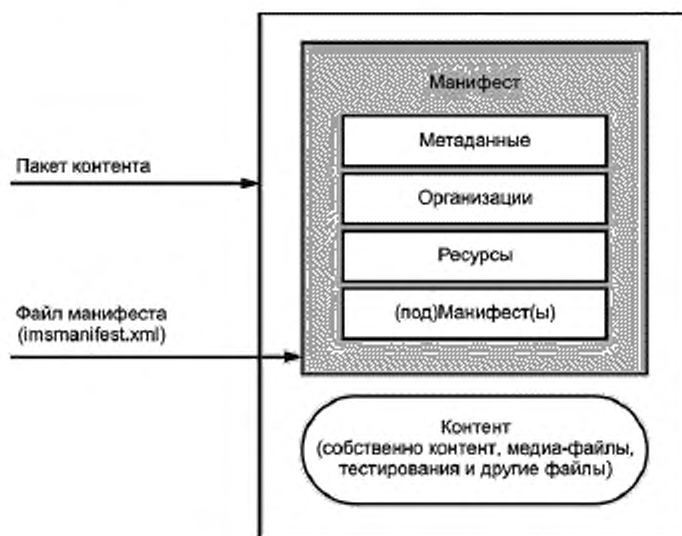 Манифест
Метаданные
Пакет контента
Организации
Ресурсы
Файл манифеста
(imsmanifest.xml)
(под)Манифест(ы)
Контент
(собственно контент, медиа-файлы,
тестирования и другие файлы)